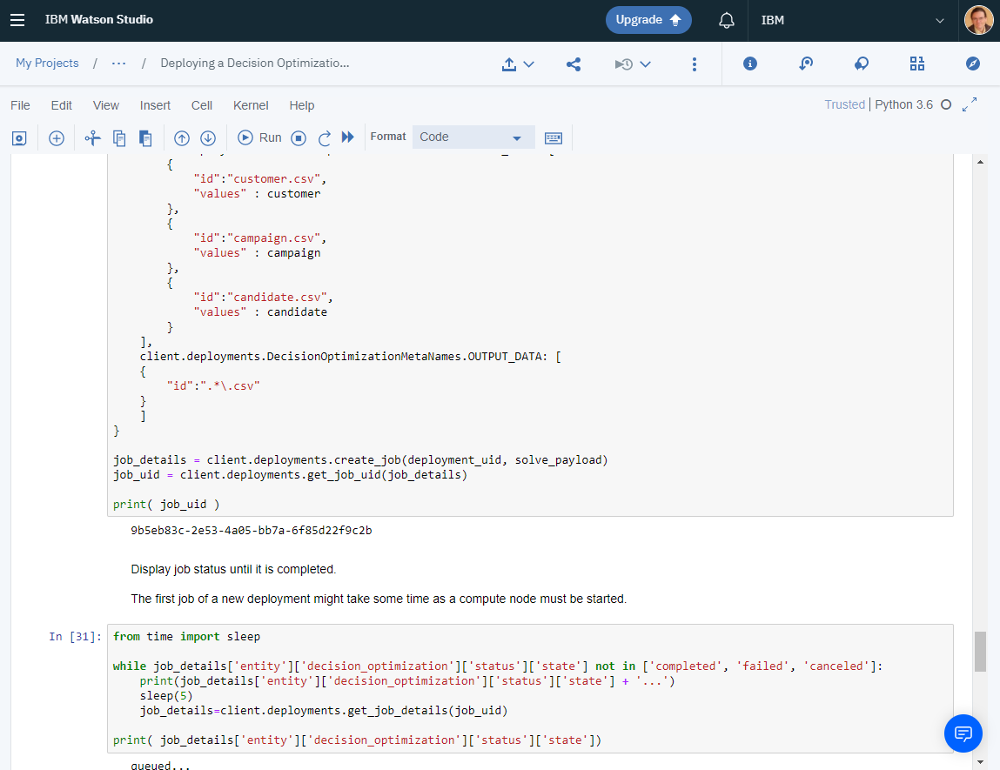 IBM Watson Studio
Upgrade
IBM
My Projects / ... / Deploying a Decision Optimizatio...
File Edit View Insert Cell Kernel Help
Trusted | Python 3.6
Run
Format
Code
{
"id":"customer.csv",
"values" : customer
},
{
"id":"campaign.csv",
"values" : campaign
},
{
"id":"candidate.csv",
"values" : candidate
}
],
client.deployments.DecisionOptimizationMetaNames.OUTPUT_DATA: [
{
"id":".*\.csv"
}
]
}
job_details = client.deployments.create_job(deployment_uid, solve_payload)
job_uid = client.deployments.get_job_uid(job_details)
print( job_uid )
9b5eb83c-2e53-4a05-bb7a-6f85d22f9c2b
Display job status until it is completed.
The first job of a new deployment might take some time as a compute node must be started.
In [31]:
from time import sleep
while job_details['entity']['decision_optimization']['status']['state'] not in ['completed', 'failed', 'canceled']:
print(job_details['entity']['decision_optimization']['status']['state'] + '...')
sleep(5)
job_details=client.deployments.get_job_details(job_uid)
print( job_details['entity']['decision_optimization']['status']['state'])
queued...